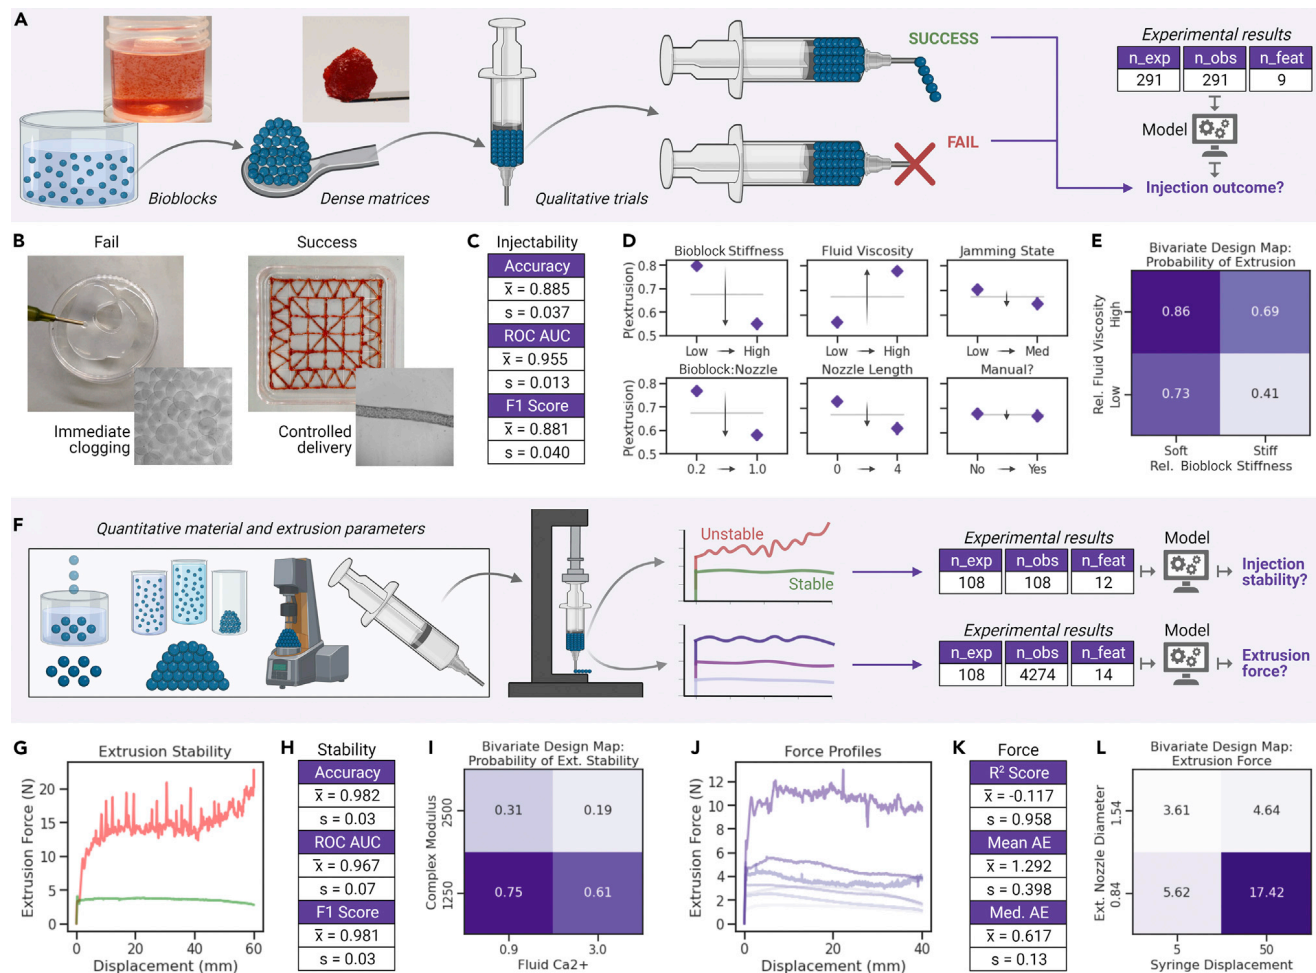 A
SUCCESS
FAIL
Bioblocks
Dense matrices
Qualitative trials
Experimental results
n_exp n_obs n_feat
291 291 9
Model
Injection outcome?
B
Fail
Success
Immediate
clogging
Controlled
delivery
C
Injectability
Accuracy
x̄ = 0.885
s = 0.037
ROC AUC
x̄ = 0.955
s = 0.013
F1 Score
x̄ = 0.881
s = 0.040
D
Bioblock Stiffness
Fluid Viscosity
Jamming State
P(extrusion)
0.8
0.7
0.6
0.5
Low → High
Low → High
Low → Med
Bioblock:Nozzle
Nozzle Length
Manual?
P(extrusion)
0.8
0.7
0.6
0.5
0.2 → 1.0
0 → 4
No → Yes
E
Bivariate Design Map:
Probability of Extrusion
Rel. Fluid Viscosity
High
Low
0.86 0.69
0.73 0.41
Soft Stiff
Rel. Bioblock Stiffness
F
Quantitative material and extrusion parameters
Unstable
Stable
Experimental results
n_exp n_obs n_feat
108 108 12
Model
Injection
stability?
Experimental results
n_exp n_obs n_feat
108 4274 14
Model
Extrusion
force?
G
Extrusion Stability
Extrusion Force (N)
20
15
10
5
0
0 20 40 60
Displacement (mm)
H
Stability
Accuracy
x̄ = 0.982
s = 0.03
ROC AUC
x̄ = 0.967
s = 0.07
F1 Score
x̄ = 0.981
s = 0.03
I
Bivariate Design Map:
Probability of Ext. Stability
Complex Modulus
2500
1250
0.31 0.19
0.75 0.61
0.9 3.0
Fluid Ca2+
J
Force Profiles
Extrusion Force (N)
12
10
8
6
4
2
0
0 20 40
Displacement (mm)
K
Force
R² Score
x̄ = -0.117
s = 0.958
Mean AE
x̄ = 1.292
s = 0.398
Med. AE
x̄ = 0.617
s = 0.13
L
Bivariate Design Map:
Extrusion Force
Ext. Nozzle Diameter
1.54
0.84
3.61 4.64
5.62 17.42
5 50
Syringe Displacement